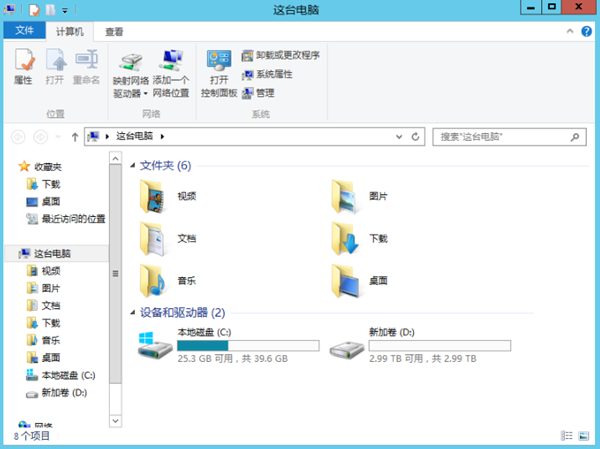 这台电脑
文件 计算机 查看
属性 打开 重命名
映射网络驱动器 添加一个网络位置
打开控制面板
卸载或更改程序
系统属性
管理
位置 网络 系统
这台电脑
搜索"这台电脑"
收藏夹
下载
桌面
最近访问的位置
这台电脑
视频
图片
文档
下载
音乐
桌面
本地磁盘 (C:)
新加卷 (D:)
网络
文件夹 (6)
视频 图片
文档 下载
音乐 桌面
设备和驱动器 (2)
本地磁盘 (C:)
25.3 GB 可用，共 39.6 GB
新加卷 (D:)
2.99 TB 可用，共 2.99 TB
8 个项目